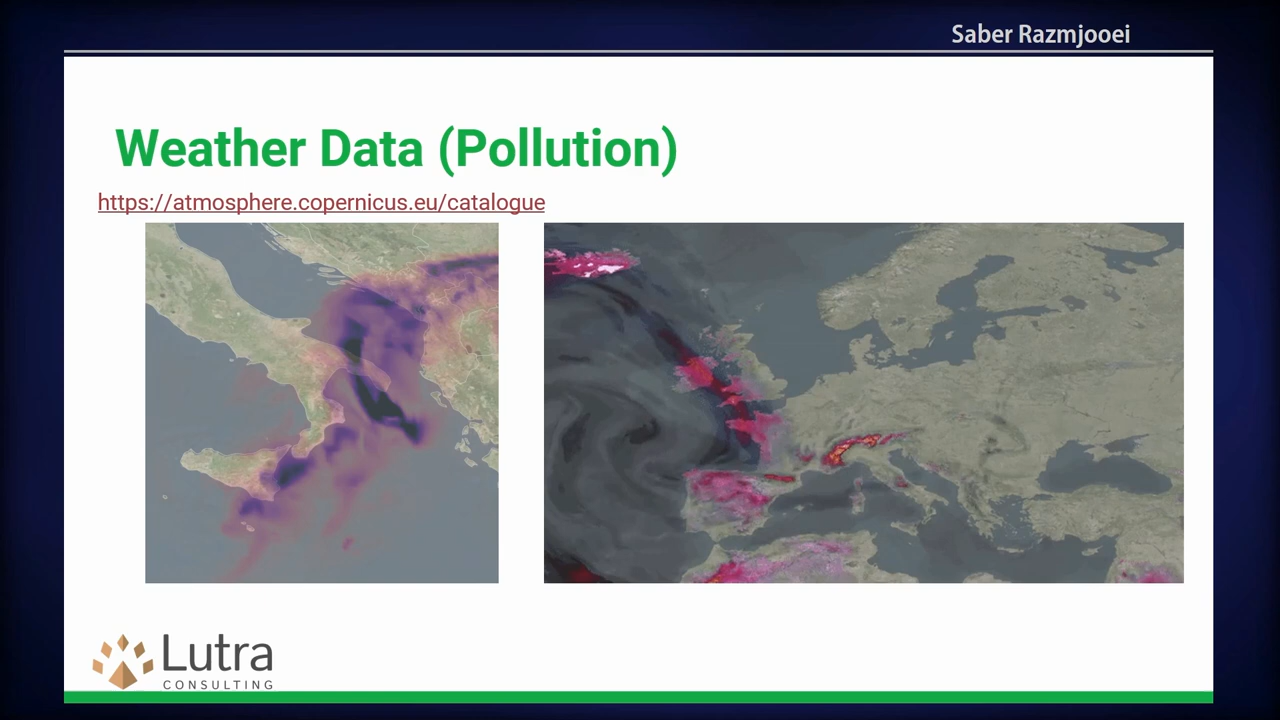 Saber Razmjooei
Weather Data (Pollution)
https://atmosphere.copernicus.eu/catalogue
Lutra
CONSULTING